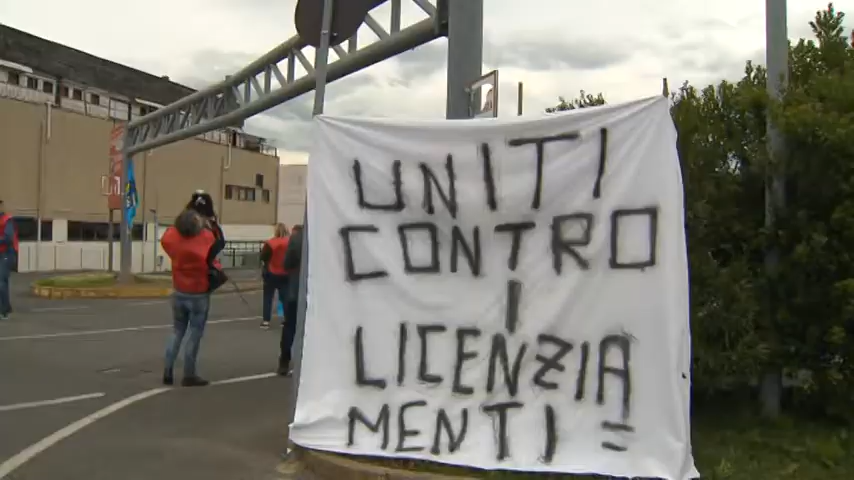 UNITI
CONTRO
I
LICENZIA
MENTI =